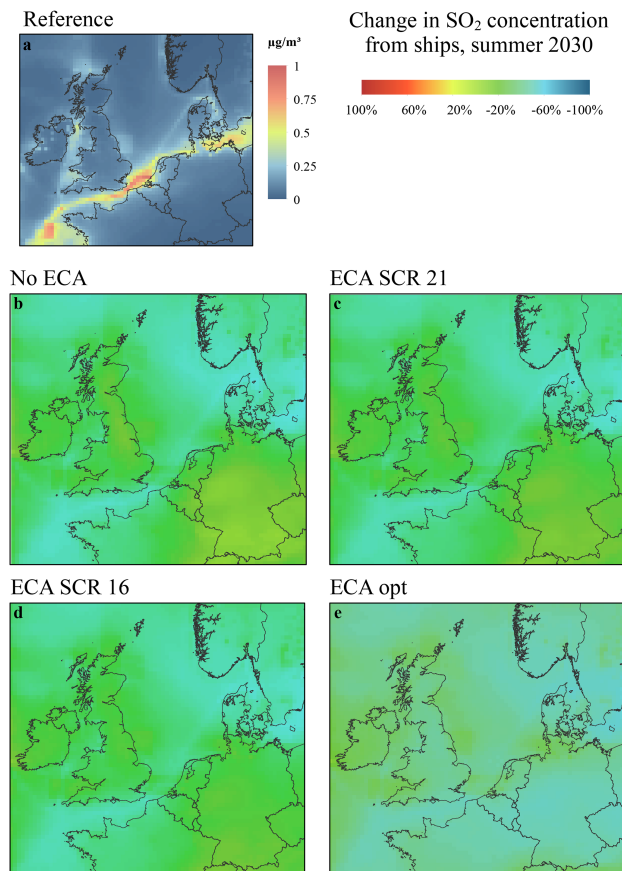 Reference
a
µg/m³
1
0.75
0.5
0.25
0
Change in SO₂ concentration
from ships, summer 2030
100% 60% 20% -20% -60% -100%
No ECA
b
ECA SCR 21
c
ECA SCR 16
d
ECA opt
e